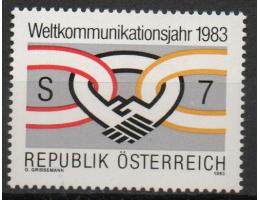 Weltkommunikationsjahr 1983
S 7
REPUBLIK ÖSTERREICH
O. GRISSEMANN 1983